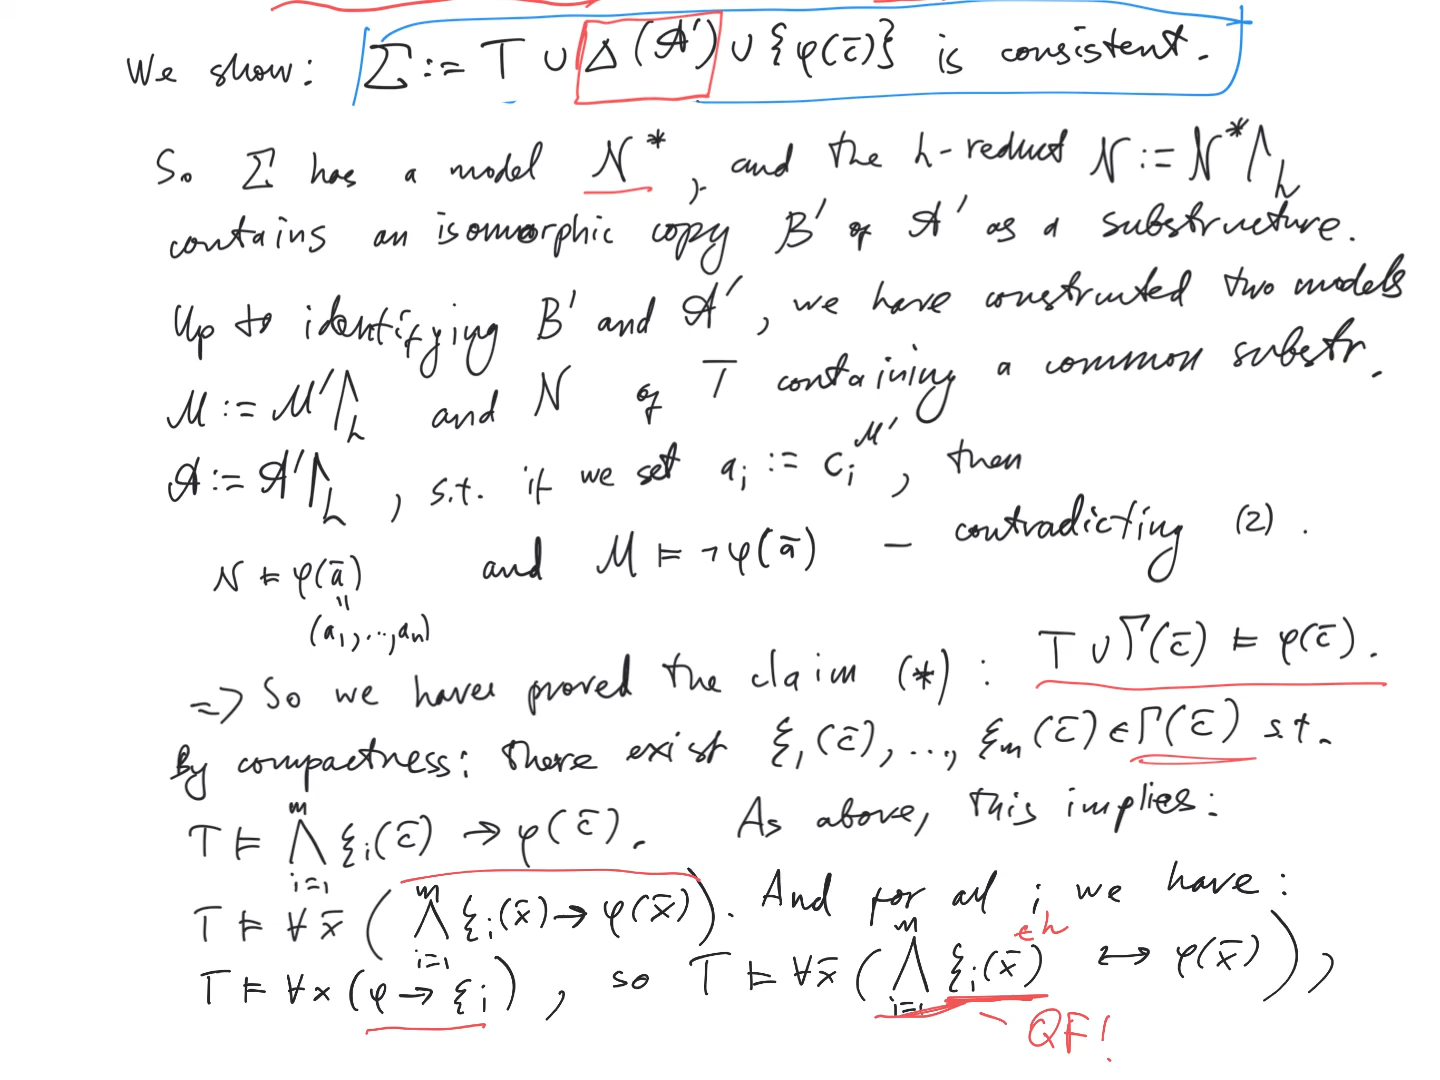 We show: Σ := T ∪ Δ(𝒜′) ∪ {φ(c̄)} is consistent.
So Σ has a model N*, and the h-reduct N := N*↾h
contains an isomorphic copy B′ of 𝒜′ as a substructure.
Up to identifying B′ and 𝒜′, we have constructed two models
M := M′↾h and N of T containing a common substr.
𝒜 := 𝒜′↾h, s.t. if we set aᵢ := cᵢ^M′, then
N ⊨ φ(ā) and M ⊨ ¬φ(ā) – contradicting (2).
"
(a₁,..,aₙ)
=> So we have proved the claim (*): T ∪ Γ(c̄) ⊨ φ(c̄).
By compactness: there exist ξ₁(c̄), ..., ξₘ(c̄) ∈ Γ(c̄) s.t.
T ⊨ ⋀ᵢ₌₁ᵐ ξᵢ(c̄) → φ(c̄). As above, this implies:
T ⊨ ∀x̄ (⋀ᵢ₌₁ᵐ ξᵢ(x̄) → φ(x̄)). And for all i we have:
∈h
T ⊨ ∀x (φ → ξᵢ), so T ⊨ ∀x̄ (⋀ᵢ₌₁ᵐ ξᵢ(x̄) ↔ φ(x̄)),
QF!